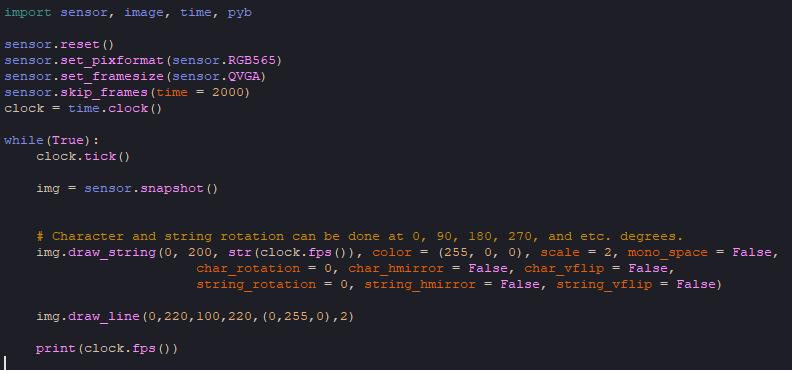 import sensor, image, time, pyb
sensor.reset()
sensor.set_pixformat(sensor.RGB565)
sensor.set_framesize(sensor.QVGA)
sensor.skip_frames(time = 2000)
clock = time.clock()
while(True):
    clock.tick()
    img = sensor.snapshot()
    # Character and string rotation can be done at 0, 90, 180, 270, and etc. degrees.
    img.draw_string(0, 200, str(clock.fps()), color = (255, 0, 0), scale = 2, mono_space = False,
                        char_rotation = 0, char_hmirror = False, char_vflip = False,
                        string_rotation = 0, string_hmirror = False, string_vflip = False)
    img.draw_line(0,220,100,220,(0,255,0),2)
    print(clock.fps())